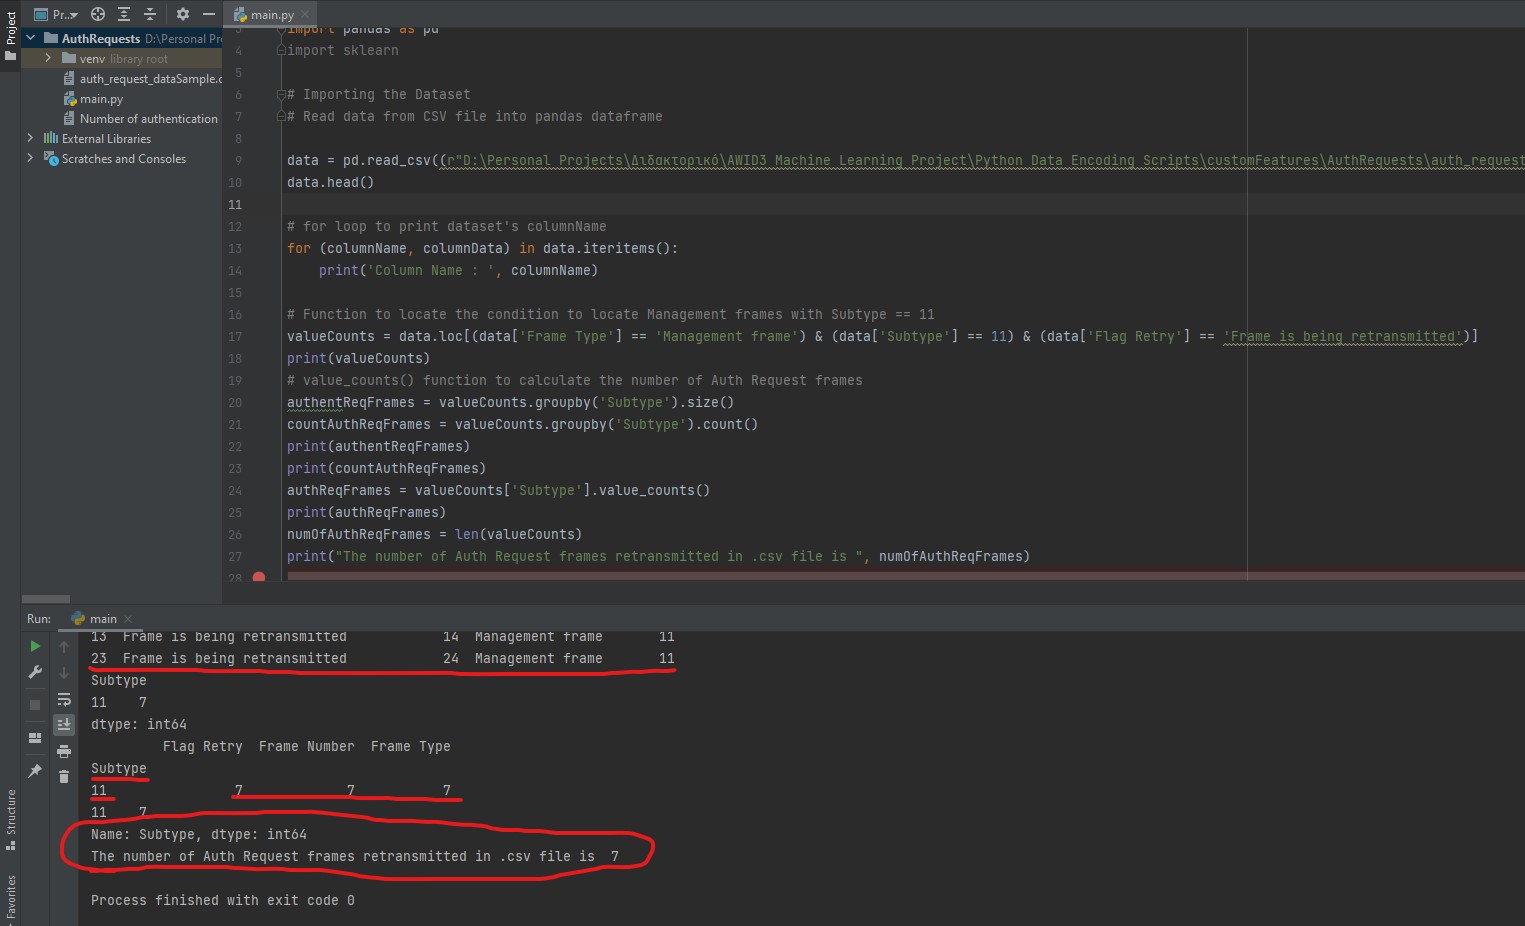 Project
Pr...
main.py
AuthRequests D:\Personal Pr
venv library root
auth_request_dataSample.c
main.py
Number of authentication
External Libraries
Scratches and Consoles
3 import pandas as pd
4 import sklearn
5
6 # Importing the Dataset
7 # Read data from CSV file into pandas dataframe
8
9 data = pd.read_csv((r"D:\Personal Projects\Διδακτορικό\AWID3 Machine Learning Project\Python Data Encoding Scripts\customFeatures\AuthRequests\auth_request
10 data.head()
11
12 # for loop to print dataset's columnName
13 for (columnName, columnData) in data.iteritems():
14 print('Column Name : ', columnName)
15
16 # Function to locate the condition to locate Management frames with Subtype == 11
17 valueCounts = data.loc[(data['Frame Type'] == 'Management frame') & (data['Subtype'] == 11) & (data['Flag Retry'] == 'Frame is being retransmitted')]
18 print(valueCounts)
19 # value_counts() function to calculate the number of Auth Request frames
20 authentReqFrames = valueCounts.groupby('Subtype').size()
21 countAuthReqFrames = valueCounts.groupby('Subtype').count()
22 print(authentReqFrames)
23 print(countAuthReqFrames)
24 authReqFrames = valueCounts['Subtype'].value_counts()
25 print(authReqFrames)
26 numOfAuthReqFrames = len(valueCounts)
27 print("The number of Auth Request frames retransmitted in .csv file is ", numOfAuthReqFrames)
28
Run: main
13 Frame is being retransmitted 14 Management frame 11
23 Frame is being retransmitted 24 Management frame 11
Subtype
11 7
dtype: int64
Flag Retry Frame Number Frame Type
Subtype
11 7 7 7
11 7
Name: Subtype, dtype: int64
The number of Auth Request frames retransmitted in .csv file is 7
Process finished with exit code 0
Structure
Favorites